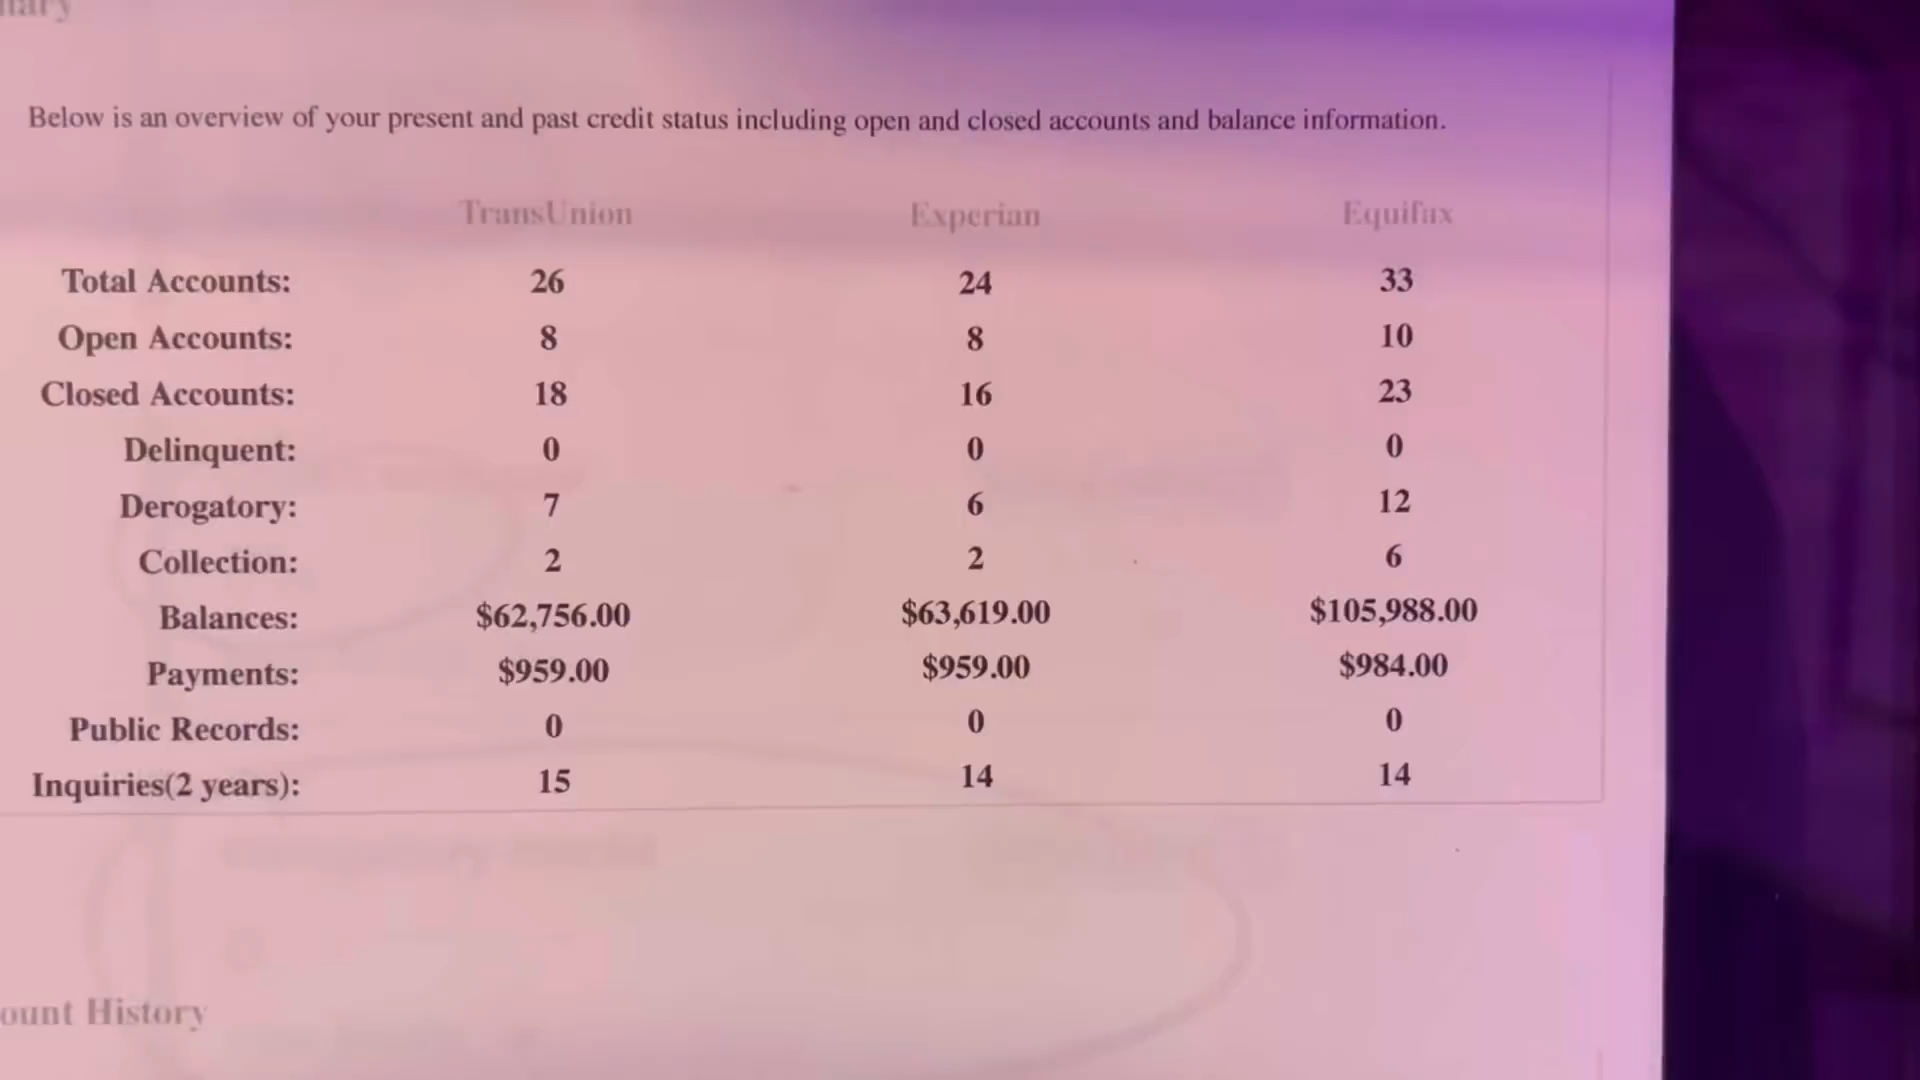 Below is an overview of your present and past credit status including open and closed accounts and balance information.
TransUnion Experian Equifax
Total Accounts: 26 24 33
Open Accounts: 8 8 10
Closed Accounts: 18 16 23
Delinquent: 0 0 0
Derogatory: 7 6 12
Collection: 2 2 6
Balances: $62,756.00 $63,619.00 $105,988.00
Payments: $959.00 $959.00 $984.00
Public Records: 0 0 0
Inquiries(2 years): 15 14 14
History